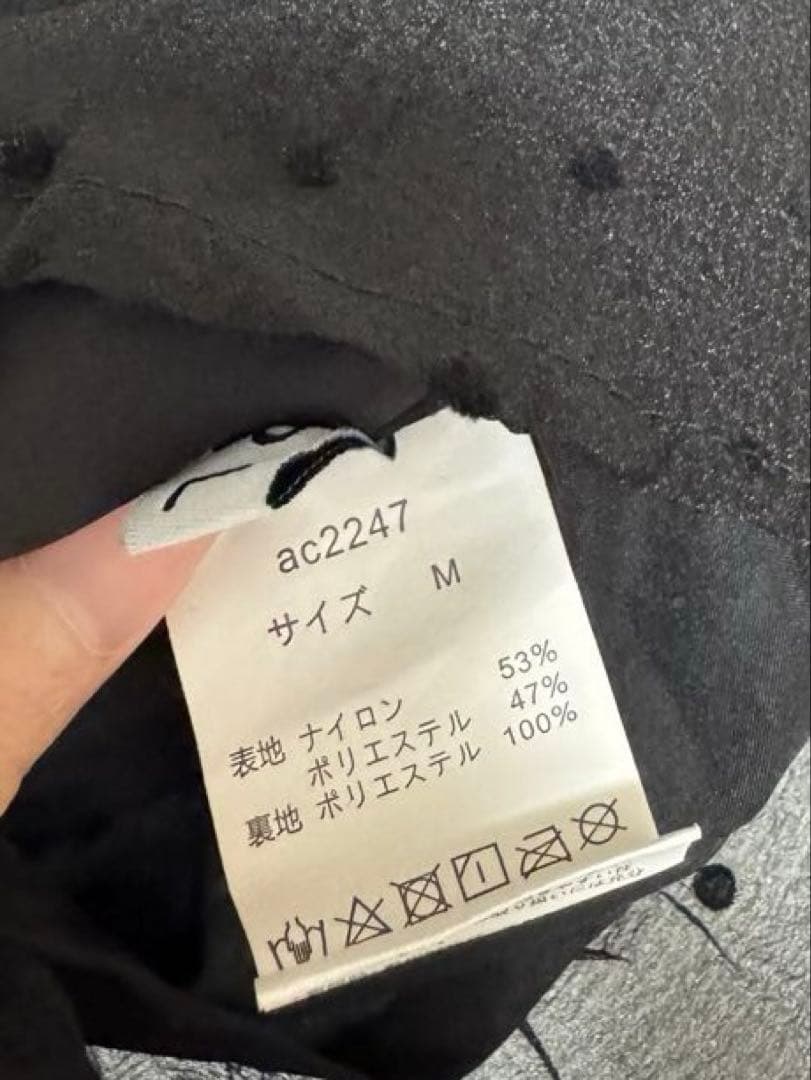 ac2247
サイズ M
表地 ナイロン 53%
ポリエステル 47%
裏地 ポリエステル 100%